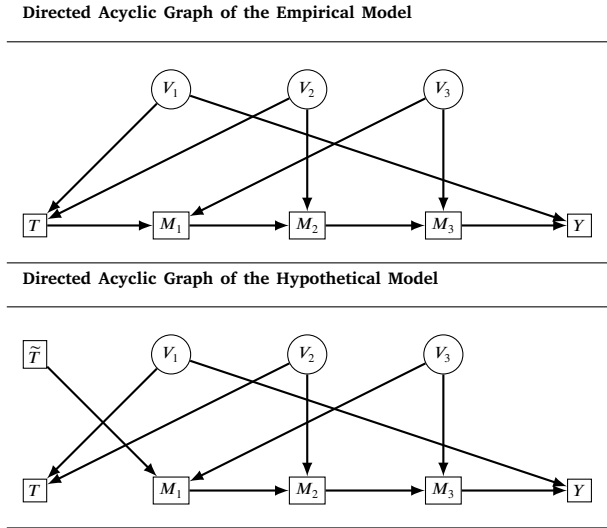 Directed Acyclic Graph of the Empirical Model
V1 V2 V3
T M1 M2 M3 Y
Directed Acyclic Graph of the Hypothetical Model
T̃ V1 V2 V3
T M1 M2 M3 Y